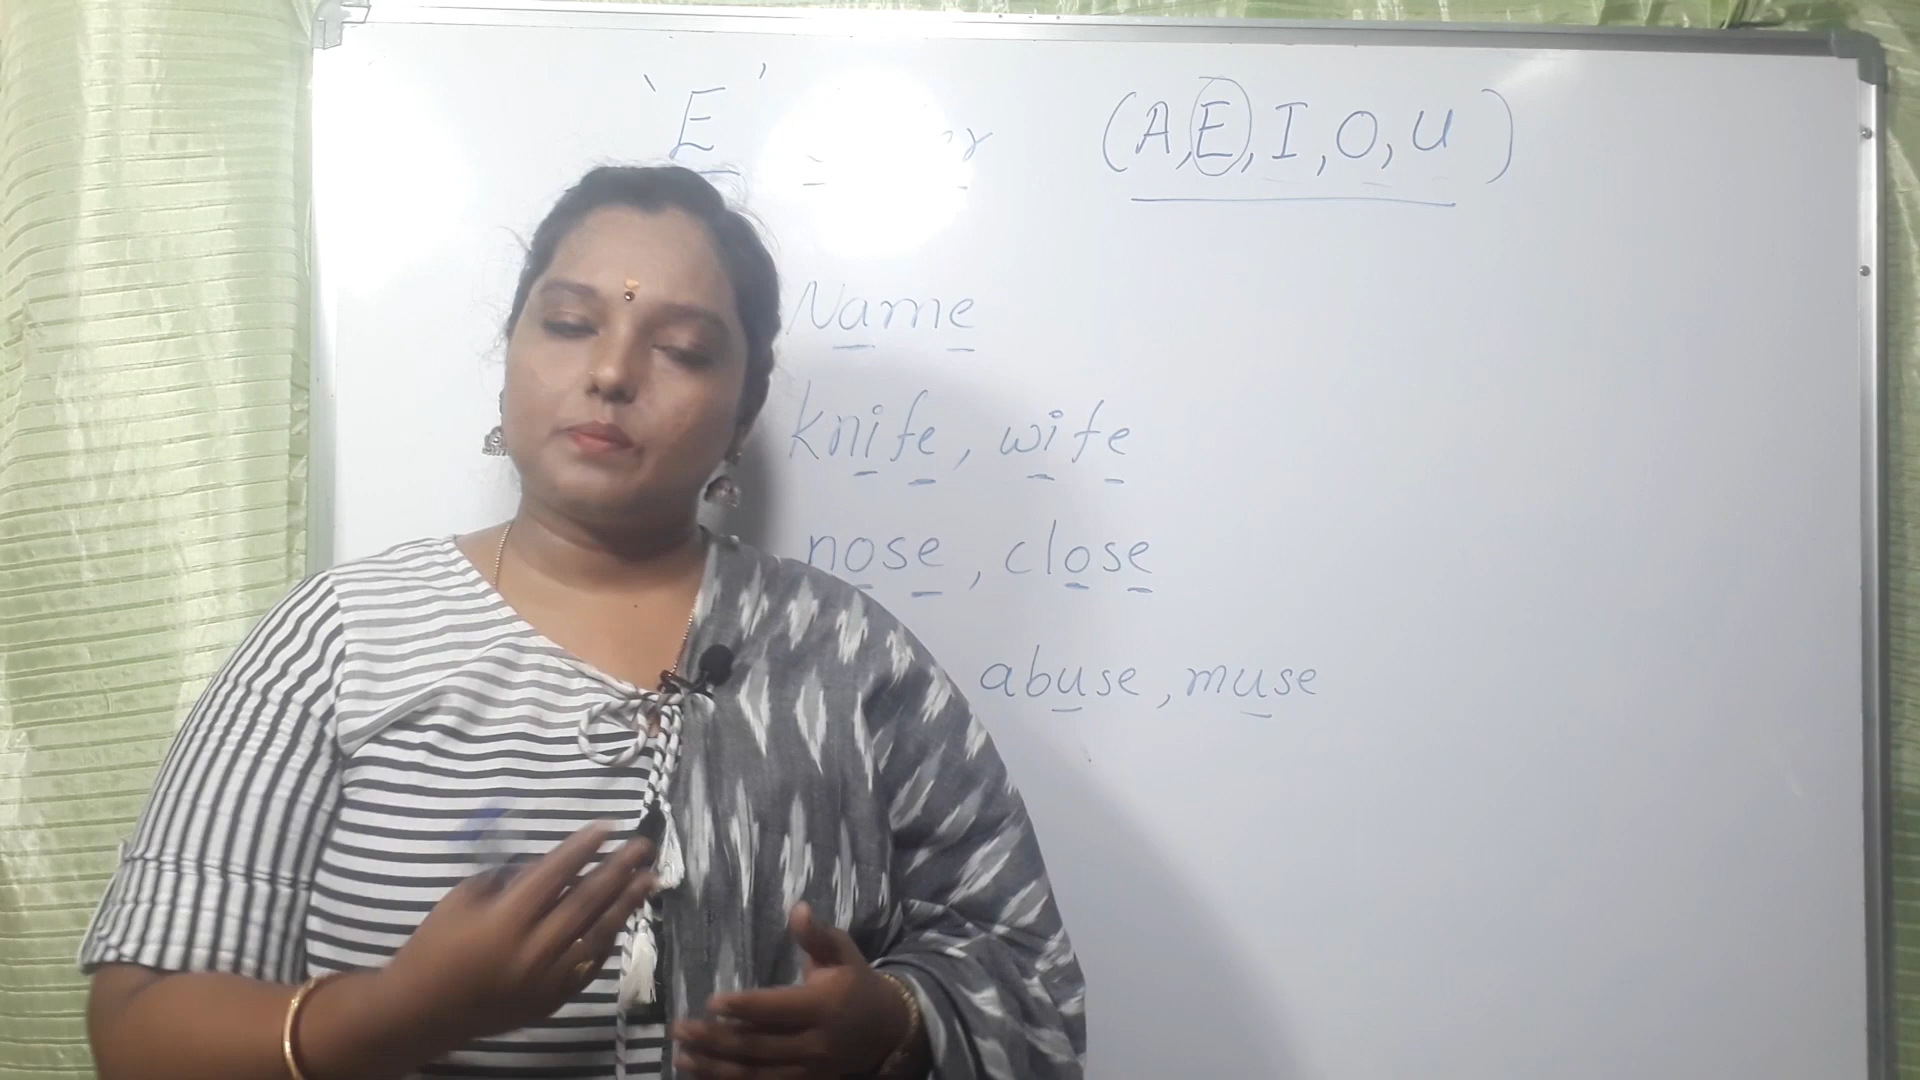 'E' (A, E, I, O, U)
Name
knife, wife
nose, close
abuse, muse